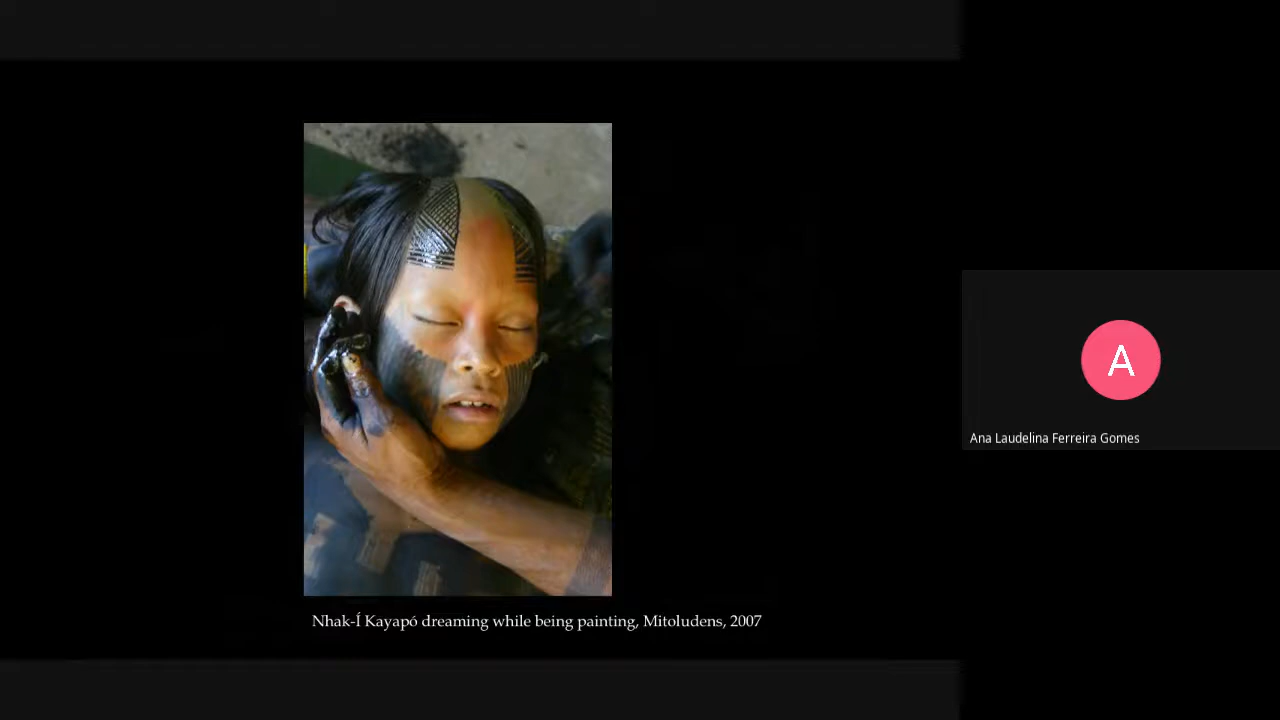 Nhak-Í Kayapó dreaming while being painting, Mitoludens, 2007
A
Ana Laudelina Ferreira Gomes